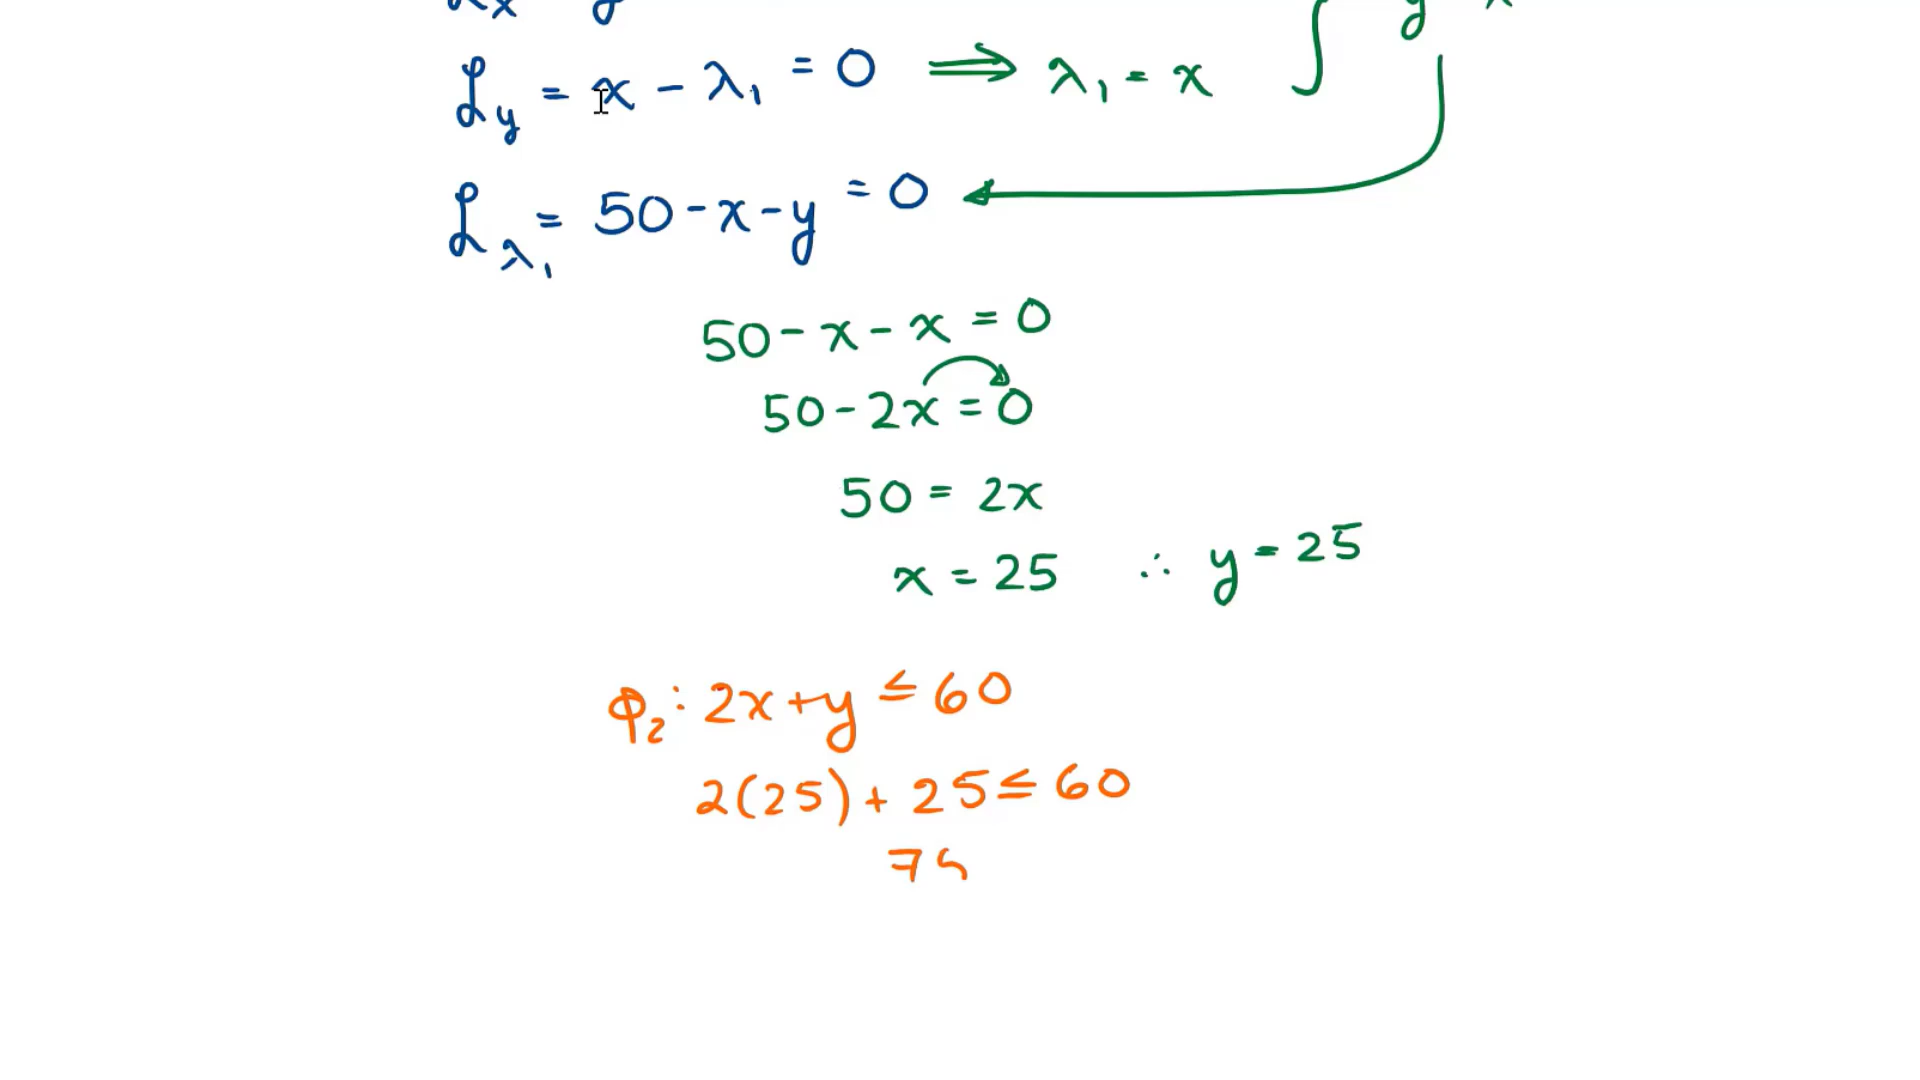 ℒy = x − λ₁ = 0 ⟹ λ₁ = x
ℒλ₁ = 50 - x - y = 0
50 - x - x = 0
50 - 2x = 0
50 = 2x
x = 25 ∴ y = 25
φ₂: 2x + y ≤ 60
2(25) + 25 ≤ 60